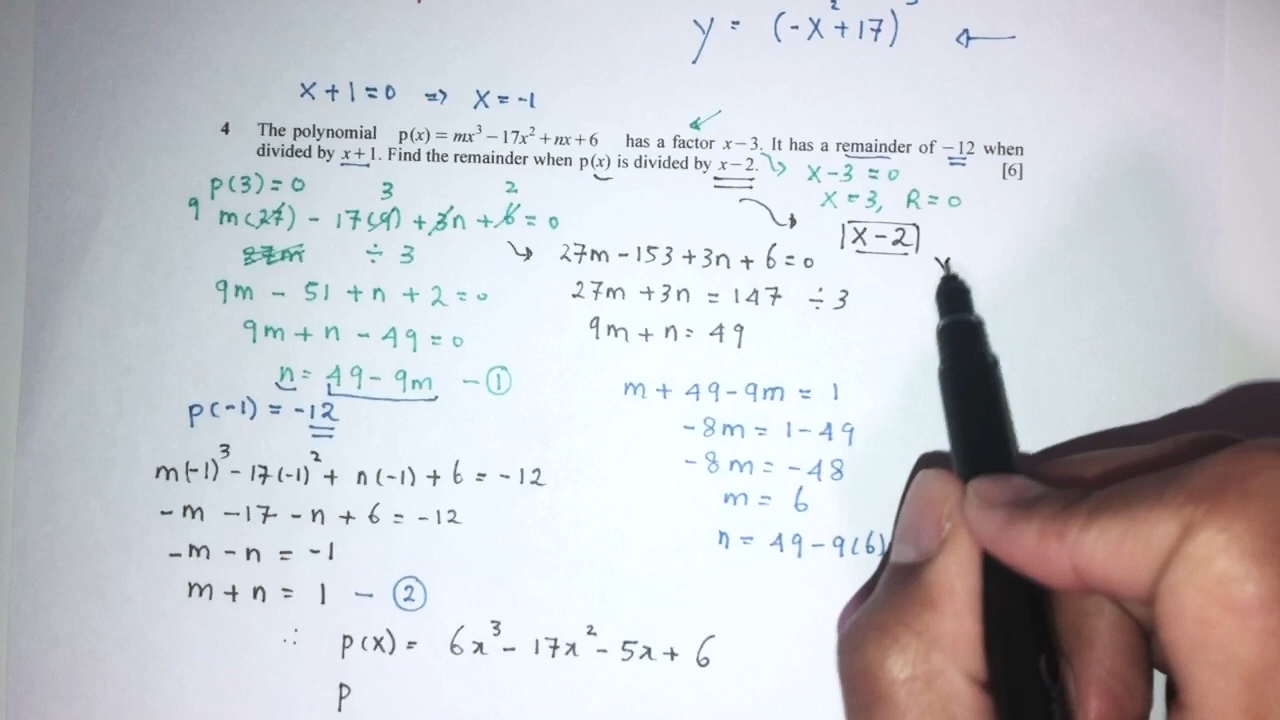 y = (-x²+17)
x+1=0 ⇒ x=-1
4 The polynomial p(x) = mx³ − 17x² + nx + 6 has a factor x − 3. It has a remainder of −12 when
divided by x + 1. Find the remainder when p(x) is divided by x − 2. [6]
x-3 = 0
x = 3, R = 0
p(3) = 0
9 3 2
m(27) - 17(9) + 3n + 6 = 0
27m ÷ 3
9m - 51 + n + 2 = 0
9m + n - 49 = 0
n = 49 - 9m - ①
p(-1) = -12
m(-1)³ - 17(-1)² + n(-1) + 6 = -12
-m - 17 - n + 6 = -12
-m - n = -1
m + n = 1 - ②
27m - 153 + 3n + 6 = 0
27m + 3n = 147 ÷ 3
9m + n = 49
x-2
m + 49 - 9m = 1
-8m = 1 - 49
-8m = -48
m = 6
n = 49 - 9(6)
∴ p(x) = 6x³ - 17x² - 5x + 6
p